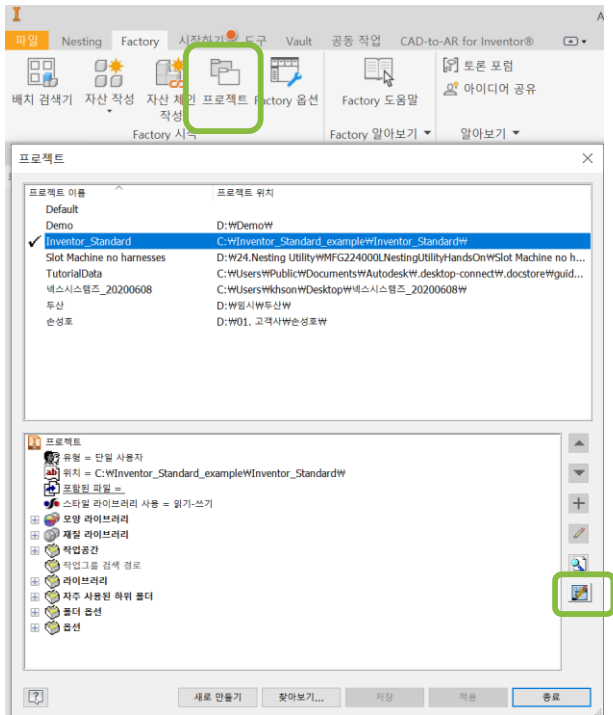 A
파일 Nesting Factory 시작하기 도구 Vault 공동 작업 CAD-to-AR for Inventor®
배치 검색기 자산 작성 자산 체인 작성 프로젝트 Factory 옵션 Factory 도움말 토론 포럼
아이디어 공유
Factory 시작 Factory 알아보기 알아보기
프로젝트
프로젝트 이름 프로젝트 위치
Default
Demo D:₩Demo₩
Inventor_Standard C:₩Inventor_Standard_example₩Inventor_Standard₩
Slot Machine no harnesses D:₩24.Nesting Utility₩MFG224000LNestingUtilityHandsOn₩Slot Machine no h...
TutorialData C:₩Users₩Public₩Documents₩Autodesk₩.desktop-connect₩.docstore₩guid...
넥스시스템즈_20200608 C:₩Users₩khson₩Desktop₩넥스시스템즈_20200608₩
두산 D:₩임시₩두산₩
손성호 D:₩01. 고객사₩손성호₩
프로젝트
유형 = 단일 사용자
ab 위치 = C:₩Inventor_Standard_example₩Inventor_Standard₩
포함된 파일 =
스타일 라이브러리 사용 = 읽기-쓰기
모양 라이브러리
재질 라이브러리
작업공간
작업그룹 검색 경로
라이브러리
자주 사용된 하위 폴더
폴더 옵션
옵션
? 새로 만들기 찾아보기... 저장 적용 종료